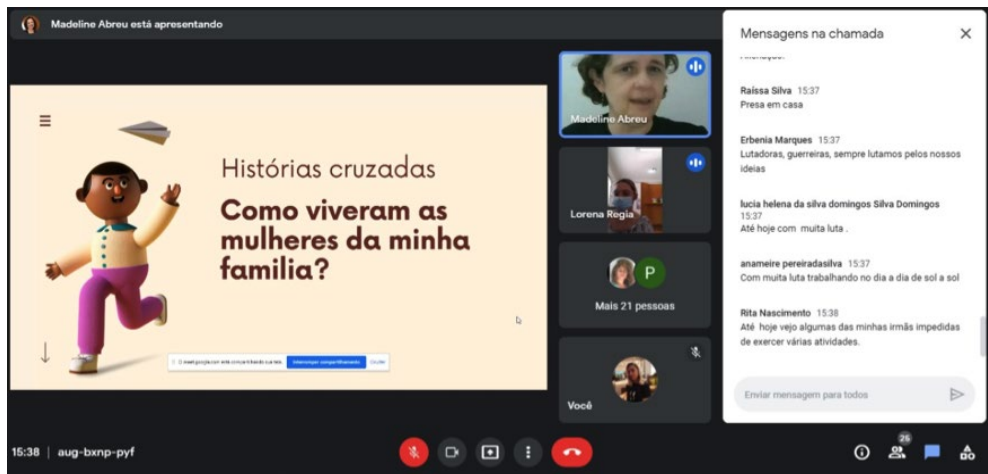 Madeline Abreu está apresentando
Histórias cruzadas
Como viveram as
mulheres da minha
familia?
Madeline Abreu
Lorena Regia
P
Mais 21 pessoas
Você
Mensagens na chamada
Raíssa Silva 15:37
Presa em casa
Erbenia Marques 15:37
Lutadoras, guerreiras, sempre lutamos pelos nossos
ideias
lucia helena da silva domingos Silva Domingos
15:37
Até hoje com muita luta .
anameire pereiradasilva 15:37
Com muita luta trabalhando no dia a dia de sol a sol
Rita Nascimento 15:38
Até hoje vejo algumas das minhas irmãs impedidas
de exercer várias atividades.
Enviar mensagem para todos
15:38 | aug-bxnp-pyf
25